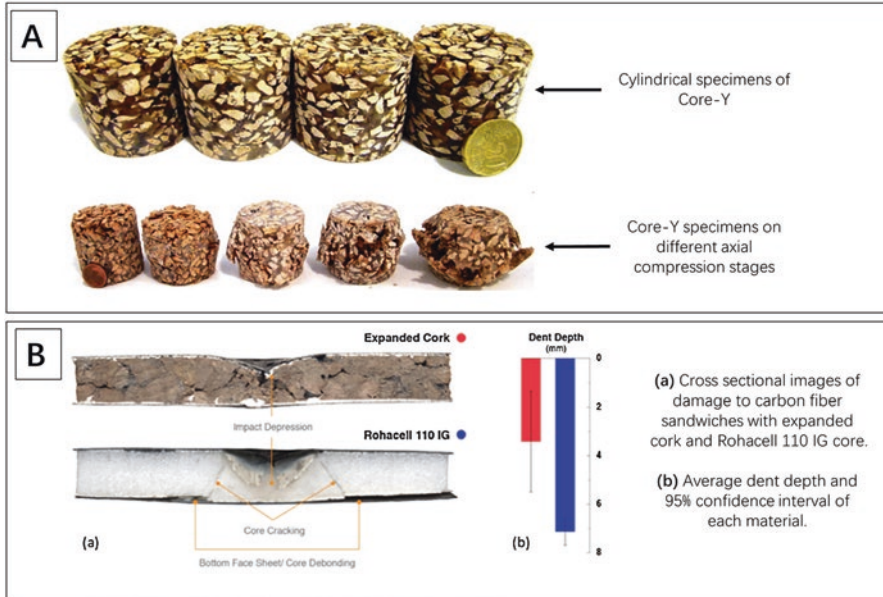 A
Cylindrical specimens of
Core-Y
Core-Y specimens on
different axial
compression stages
B
Expanded Cork
Impact Depression
Rohacell 110 IG
Core Cracking
(a)
Bottom Face Sheet/ Core Debonding
Dent Depth
(mm)
0
2
4
6
8
(b)
(a) Cross sectional images of
damage to carbon fiber
sandwiches with expanded
cork and Rohacell 110 IG core.
(b) Average dent depth and
95% confidence interval of
each material.